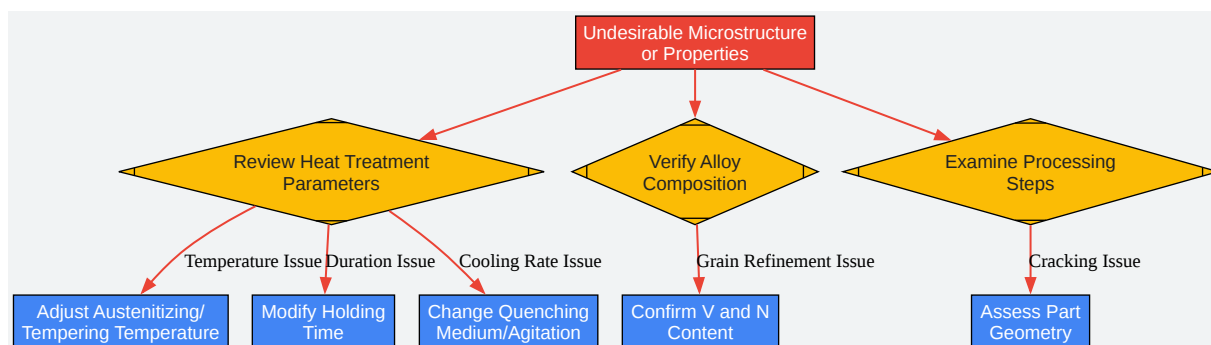 Undesirable Microstructure
or Properties
Review Heat Treatment
Parameters
Verify Alloy
Composition
Examine Processing
Steps
Temperature Issue
Duration Issue
Cooling Rate Issue
Grain Refinement Issue
Cracking Issue
Adjust Austenitizing/
Tempering Temperature
Modify Holding
Time
Change Quenching
Medium/Agitation
Confirm V and N
Content
Assess Part
Geometry